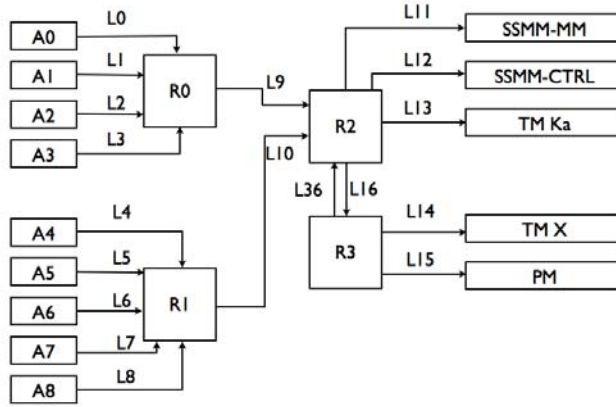 A0
L0
A1
L1
A2
L2
A3
L3
R0
L9
A4
L4
A5
L5
A6
L6
A7
L7
A8
L8
R1
L10
R2
L11
SSMM-MM
L12
SSMM-CTRL
L13
TM Ka
L36
L16
R3
L14
TM X
L15
PM